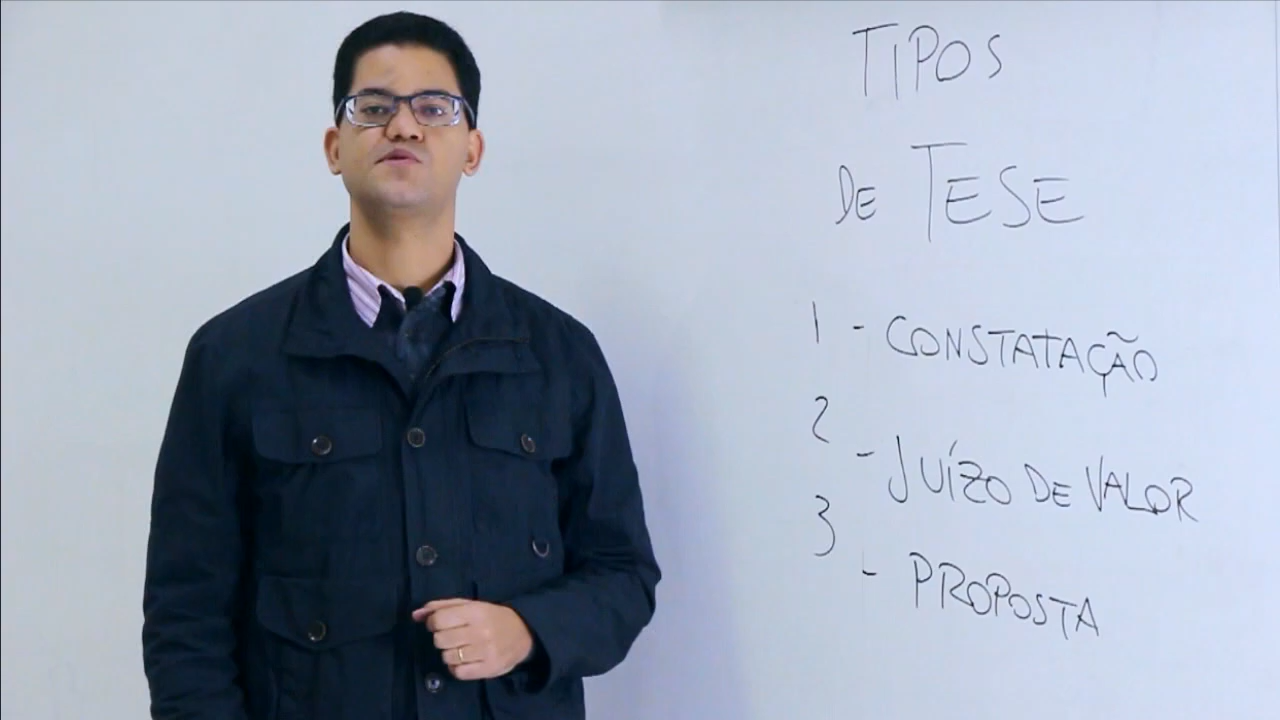 TIPOS
DE TESE
1 - CONSTATAÇÃO
2 - JUÍZO DE VALOR
3 - PROPOSTA